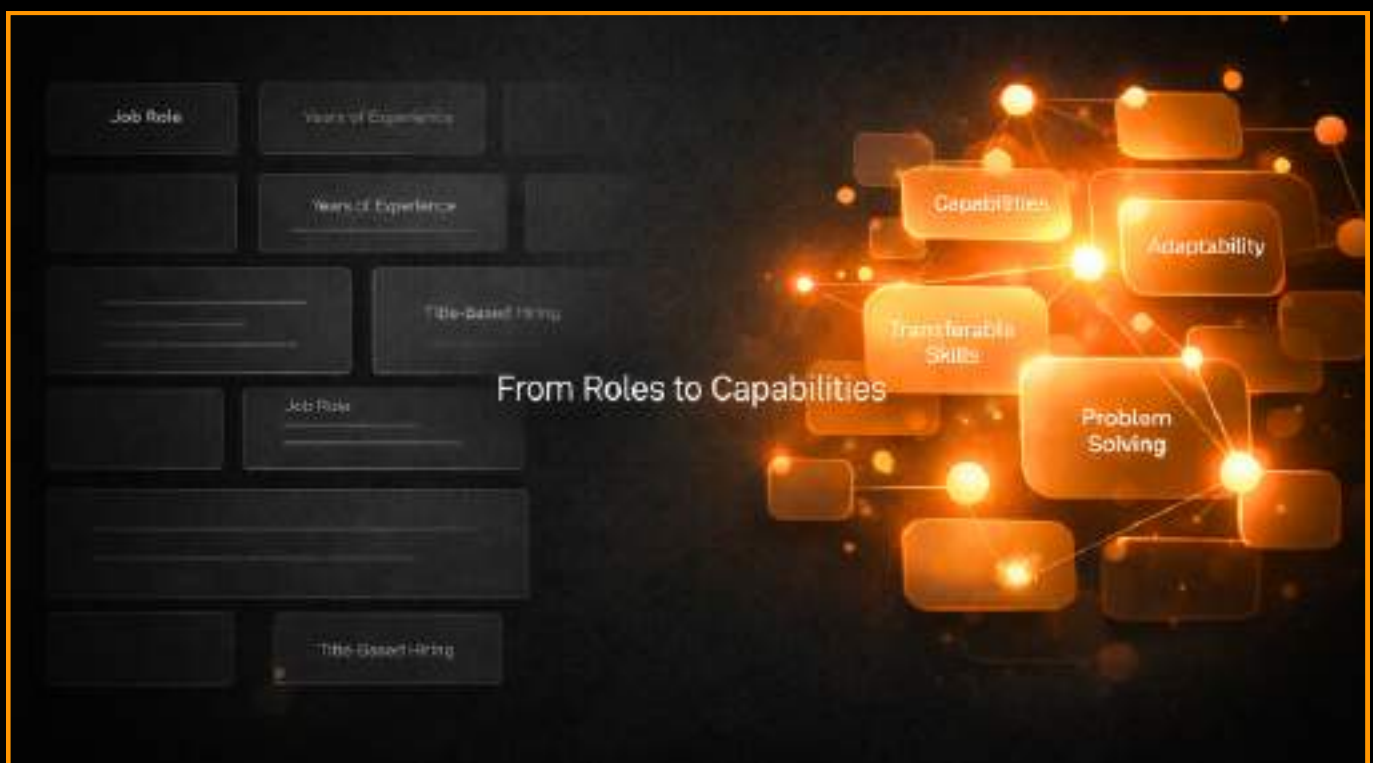 Job Role
Years of Experience
Years of Experience
Title-Based Hiring
Job Role
Title-Based Hiring
From Roles to Capabilities
Capabilities
Adaptability
Transferable
Skills
Problem
Solving